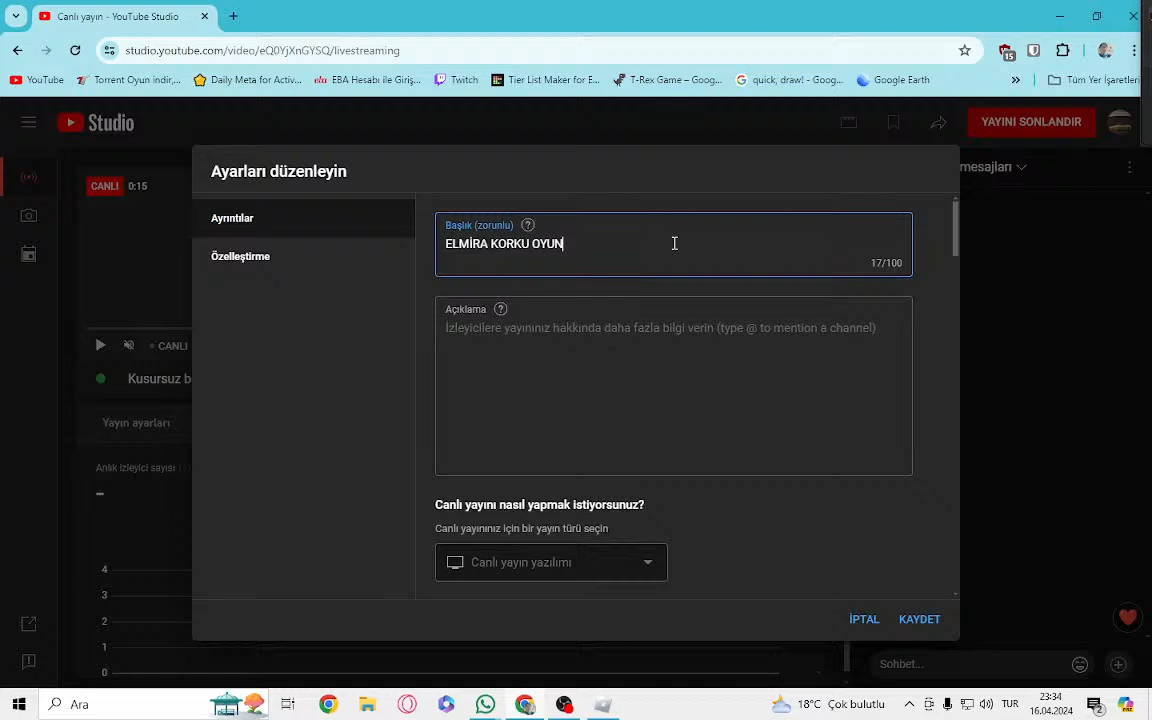 Canlı yayın - YouTube Studio
studio.youtube.com/video/eQ0YjXnGYSQ/livestreaming
15
YouTube
Torrent Oyun indir,...
Daily Meta for Activ...
eba EBA Hesabı ile Giriş...
Twitch
Tier List Maker for E...
T-Rex Game – Goog...
quick, draw! - Goog...
Google Earth
»
Tüm Yer İşaretleri
Studio
YAYINI SONLANDIR
Ayarları düzenleyin
mesajları
CANLI 0:15
Ayrıntılar
Başlık (zorunlu) ?
ELMİRA KORKU OYUN
Özelleştirme
17/100
Açıklama ?
İzleyicilere yayınınız hakkında daha fazla bilgi verin (type @ to mention a channel)
CANLI
Kusursuz b
Yayın ayarları
Anlık izleyici sayısı
–
Canlı yayını nasıl yapmak istiyorsunuz?
Canlı yayınınız için bir yayın türü seçin
Canlı yayın yazılımı
4
3
2
1
0
İPTAL
KAYDET
Sohbet...
Ara
18°C Çok bulutlu
TUR
23:34
16.04.2024
2